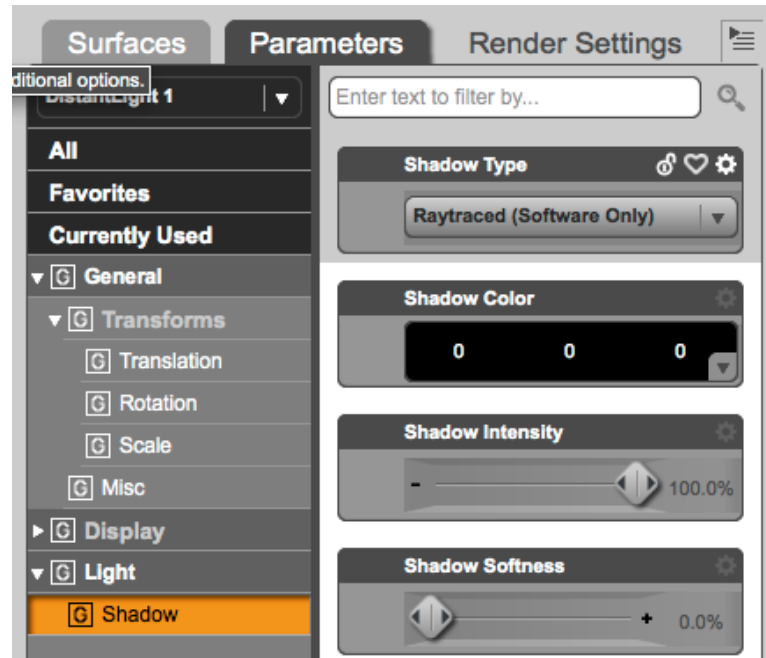 Surfaces
Parameters
Render Settings
ditional options.
DistantLight 1
Enter text to filter by...
All
Favorites
Currently Used
G General
G Transforms
G Translation
G Rotation
G Scale
G Misc
G Display
G Light
G Shadow
Shadow Type
Raytraced (Software Only)
Shadow Color
0 0 0
Shadow Intensity
- 100.0%
Shadow Softness
+ 0.0%